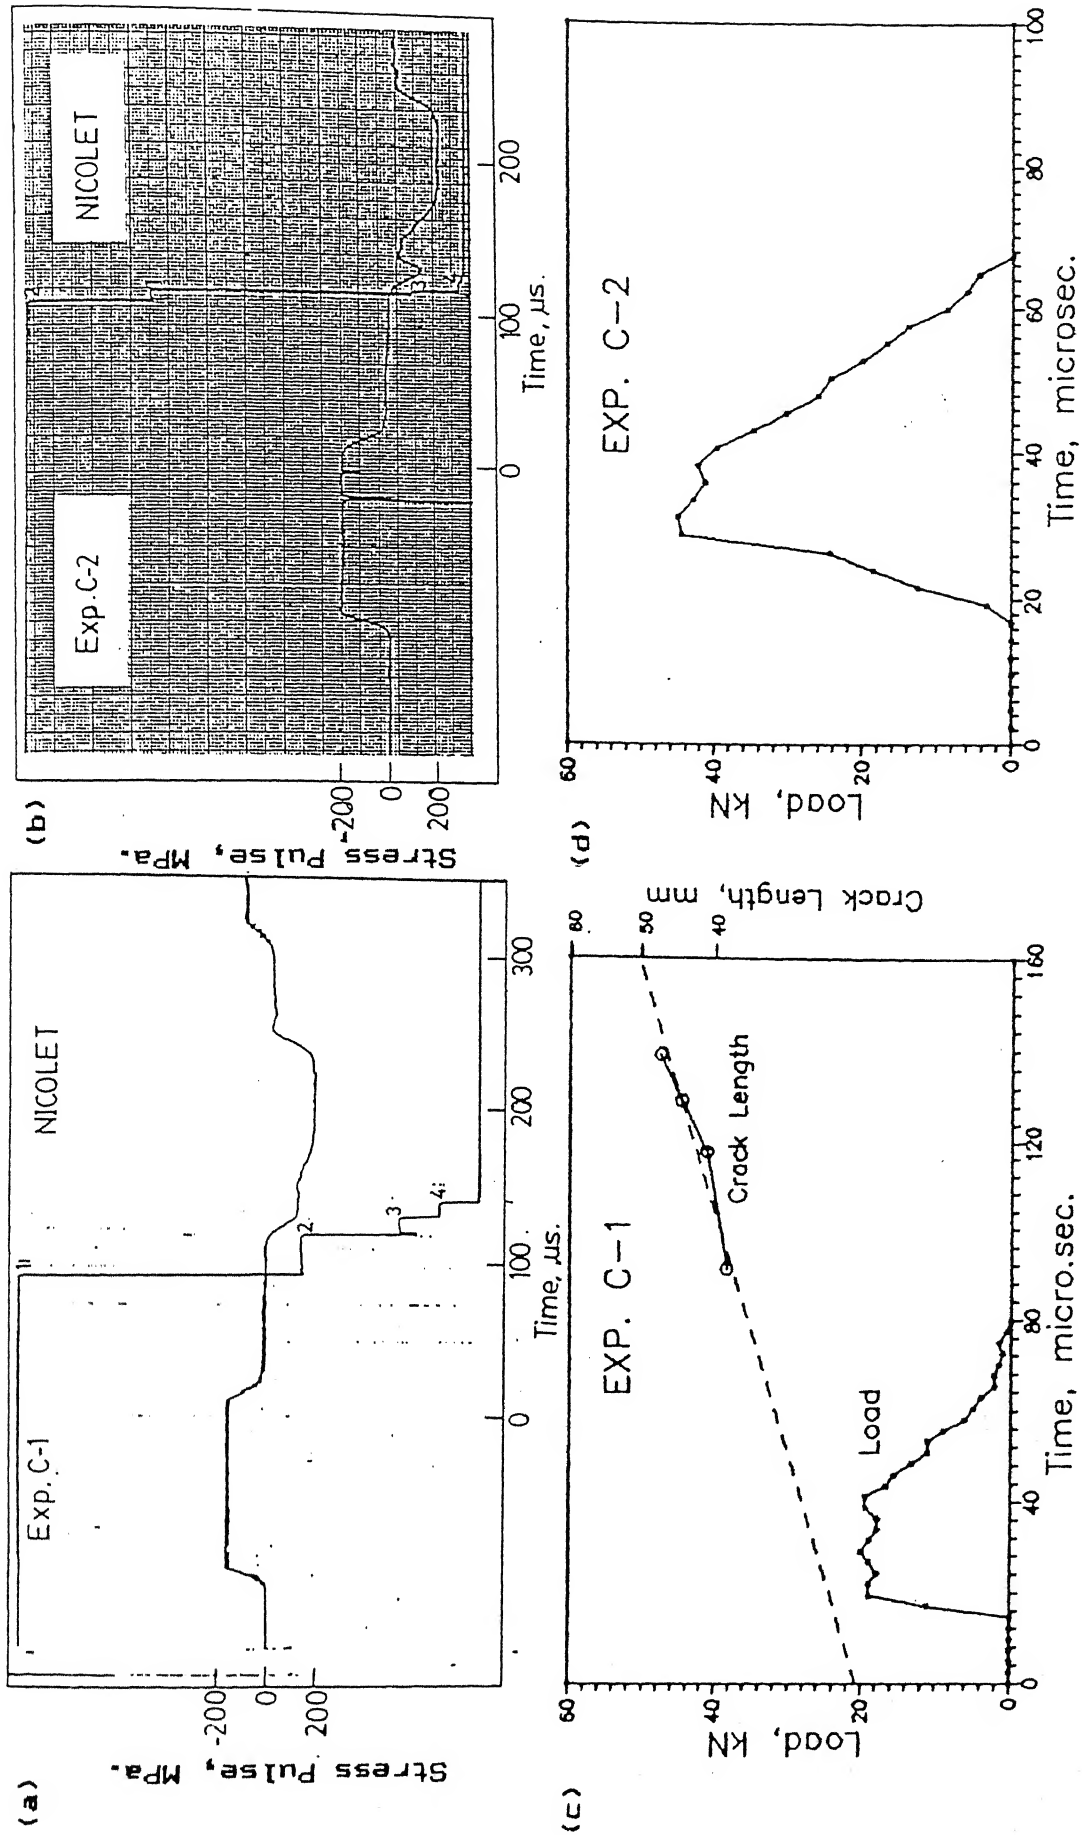 (a)
Exp. C-1
NICOLET
1
2
3
4
-200
0
200
Stress Pulse, MPa.
0
100
200
300
Time, µs.
(b)
Exp. C-2
NICOLET
2
3
-200
0
200
Stress Pulse, MPa.
0
100
200
Time, µs.
(c)
EXP. C-1
Load
Crack Length
60
40
20
0
Load, kN
60
50
40
Crack Length, mm
0
40
80
120
160
Time, micro.sec.
(d)
EXP. C-2
60
40
20
0
Load, kN
0
20
40
60
80
100
Time, microsec.